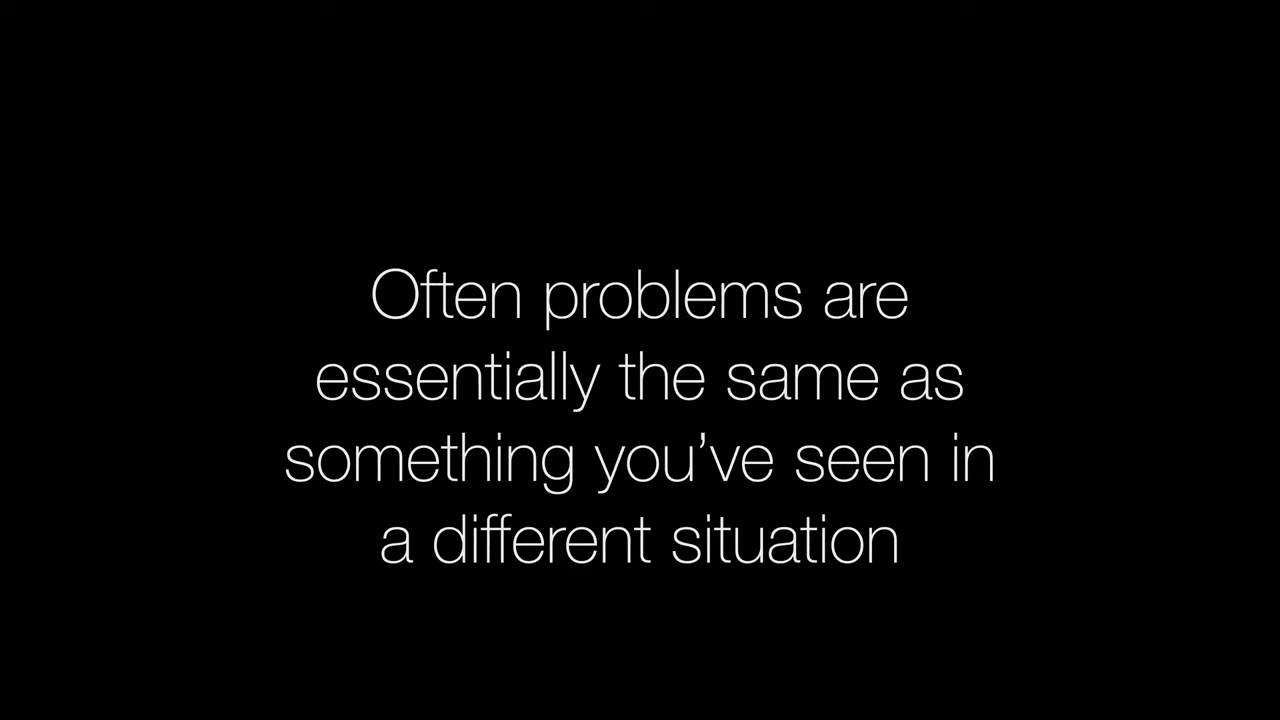 Often problems are
essentially the same as
something you’ve seen in
a different situation